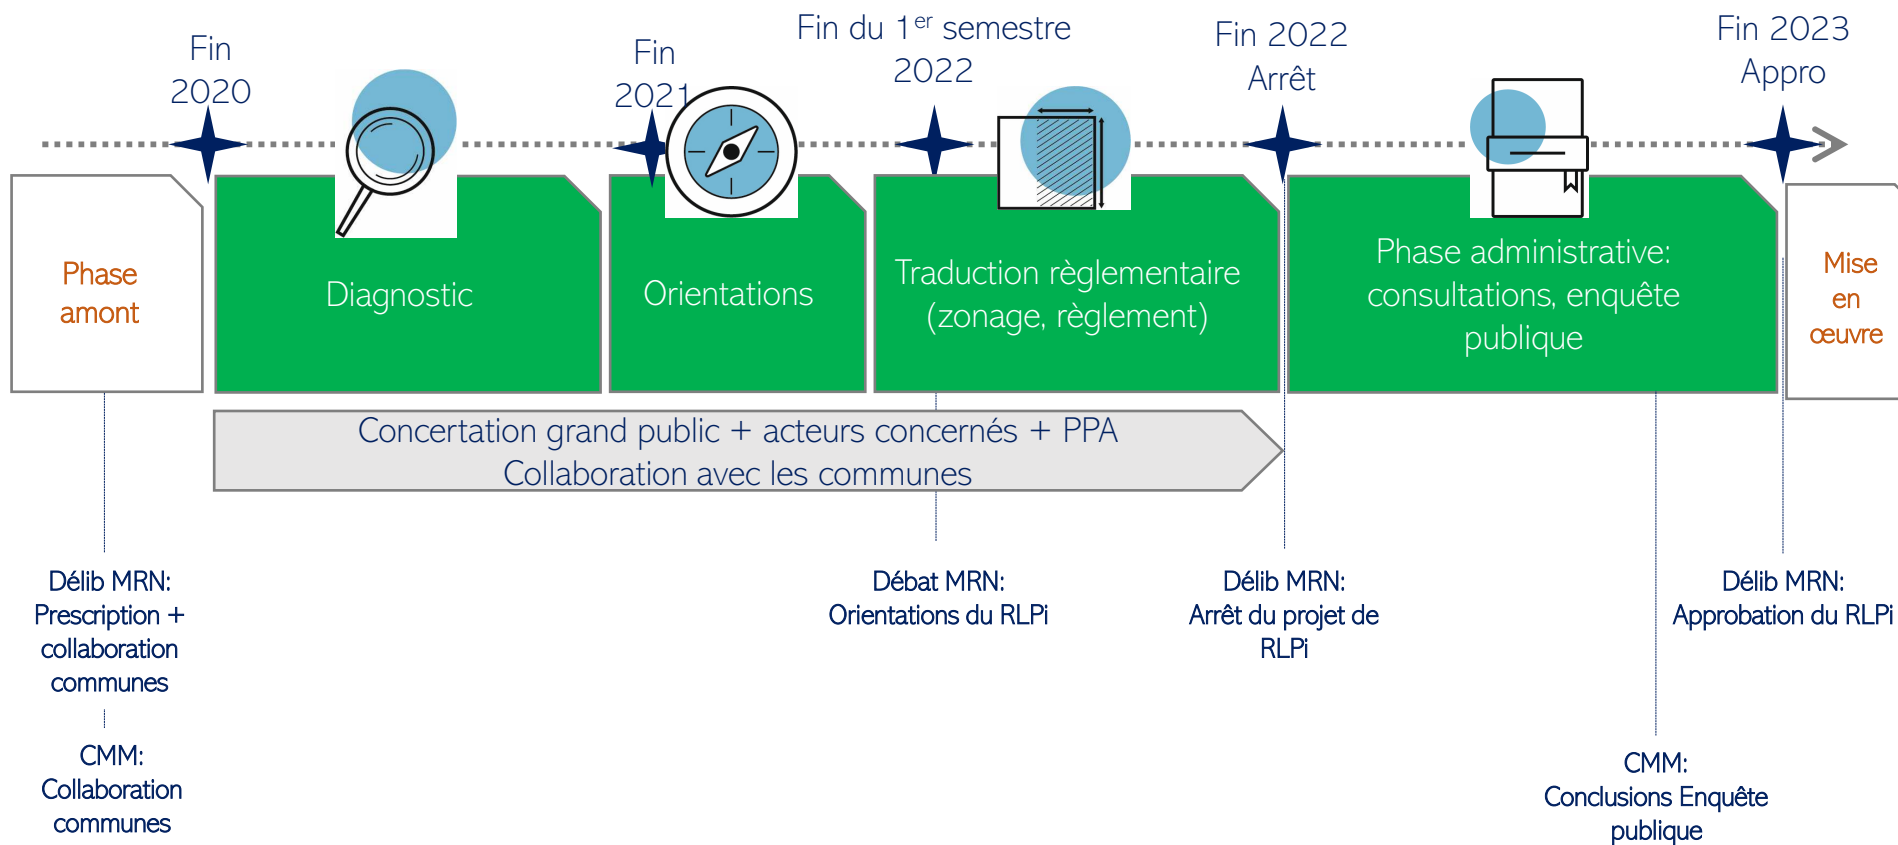 Fin
2020
Fin
2021
Fin du 1er semestre
2022
Fin 2022
Arrêt
Fin 2023
Appro
Phase
amont
Diagnostic
Orientations
Traduction règlementaire
(zonage, règlement)
Phase administrative:
consultations, enquête
publique
Mise
en
œuvre
Concertation grand public + acteurs concernés + PPA
Collaboration avec les communes
Délib MRN:
Prescription +
collaboration
communes
CMM:
Collaboration
communes
Débat MRN:
Orientations du RLPi
Délib MRN:
Arrêt du projet de
RLPi
CMM:
Conclusions Enquête
publique
Délib MRN:
Approbation du RLPi